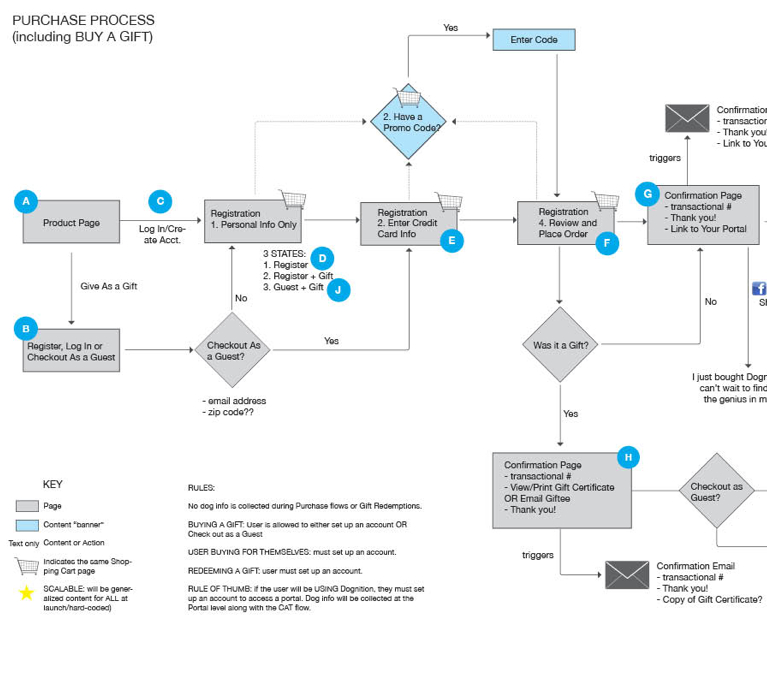 PURCHASE PROCESS
(including BUY A GIFT)
Yes
Enter Code
2. Have a
Promo Code?
Confirmation
- transaction
- Thank you!
- Link to You
triggers
A
Product Page
C
Log In/Cre-
ate Acct.
Registration
1. Personal Info Only
Registration
2. Enter Credit
Card Info
E
Registration
4. Review and
Place Order
F
G
Confirmation Page
- transactional #
- Thank you!
- Link to Your Portal
3 STATES:
1. Register
2. Register + Gift
3. Guest + Gift
D
J
Give As a Gift
No
B
Register, Log In or
Checkout As a Guest
Checkout As
a Guest?
Yes
- email address
- zip code??
Was it a Gift?
No
f
I just bought Dogn
can't wait to find
the genius in m
Yes
H
Confirmation Page
- transactional #
- View/Print Gift Certificate
OR Email Giftee
- Thank you!
Checkout as
Guest?
triggers
Confirmation Email
- transactional #
- Thank you!
- Copy of Gift Certificate?
KEY
Page
Content "banner"
Text only
Content or Action
Indicates the same Shop-
ping Cart page
SCALABLE: will be gener-
alized content for ALL at
launch/hard-coded)
RULES:
No dog info is collected during Purchase flows or Gift Redemptions.
BUYING A GIFT: User is allowed to either set up an account OR
Check out as a Guest
USER BUYING FOR THEMSELVES: must set up an account.
REDEEMING A GIFT: user must set up an account.
RULE OF THUMB: if the user will be USING Dognition, they must set
up an account to access a portal. Dog info will be collected at the
Portal level along with the CAT flow.